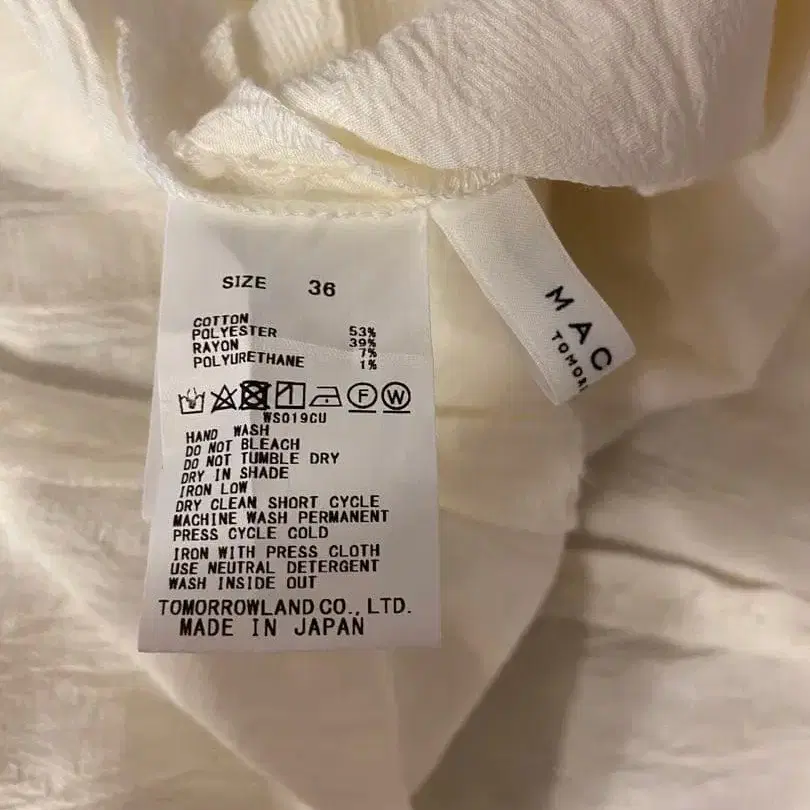 SIZE 36
COTTON 53%
POLYESTER 39%
RAYON 7%
POLYURETHANE 1%
F W
WS019CU
HAND WASH
DO NOT BLEACH
DO NOT TUMBLE DRY
DRY IN SHADE
IRON LOW
DRY CLEAN SHORT CYCLE
MACHINE WASH PERMANENT
PRESS CYCLE COLD
IRON WITH PRESS CLOTH
USE NEUTRAL DETERGENT
WASH INSIDE OUT
TOMORROWLAND CO., LTD.
MADE IN JAPAN
MAC